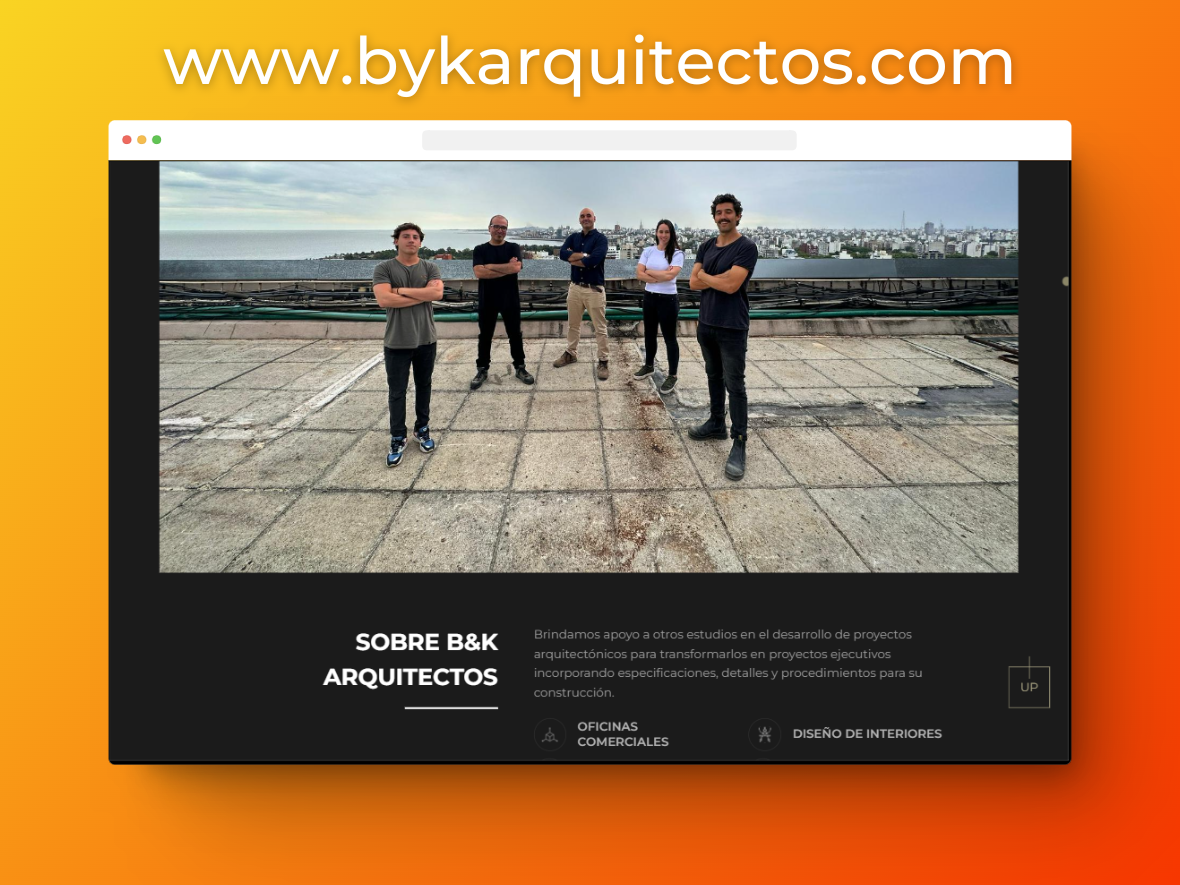 www.bykarquitectos.com
SOBRE B&K
ARQUITECTOS
Brindamos apoyo a otros estudios en el desarrollo de proyectos
arquitectónicos para transformarlos en proyectos ejecutivos
incorporando especificaciones, detalles y procedimientos para su
construcción.
UP
OFICINAS
COMERCIALES
DISEÑO DE INTERIORES